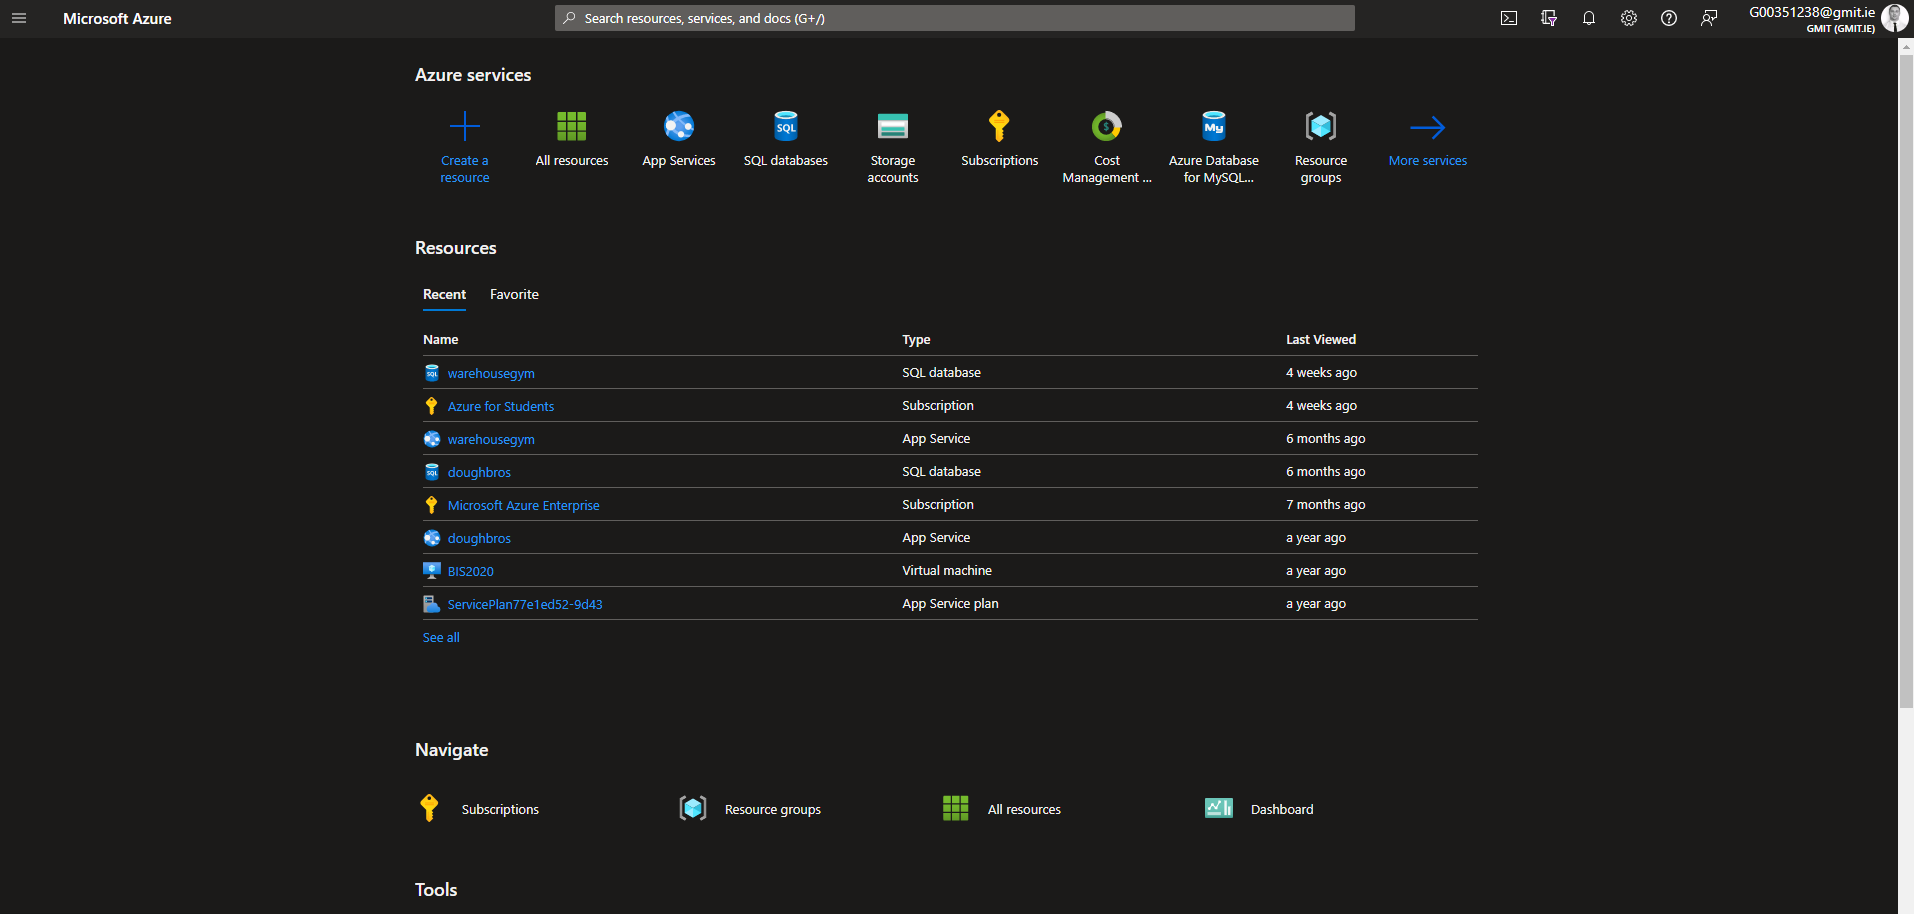 Microsoft Azure
Search resources, services, and docs (G+/)
G00351238@gmit.ie
GMIT (GMIT.IE)
Azure services
Create a
resource
All resources
App Services
SQL
SQL databases
Storage
accounts
Subscriptions
$
Cost
Management ...
My
Azure Database
for MySQL...
Resource
groups
More services
Resources
Recent Favorite
Name Type Last Viewed
SQL warehousegym SQL database 4 weeks ago
Azure for Students Subscription 4 weeks ago
warehousegym App Service 6 months ago
SQL doughbros SQL database 6 months ago
Microsoft Azure Enterprise Subscription 7 months ago
doughbros App Service a year ago
BIS2020 Virtual machine a year ago
ServicePlan77e1ed52-9d43 App Service plan a year ago
See all
Navigate
Subscriptions Resource groups All resources Dashboard
Tools